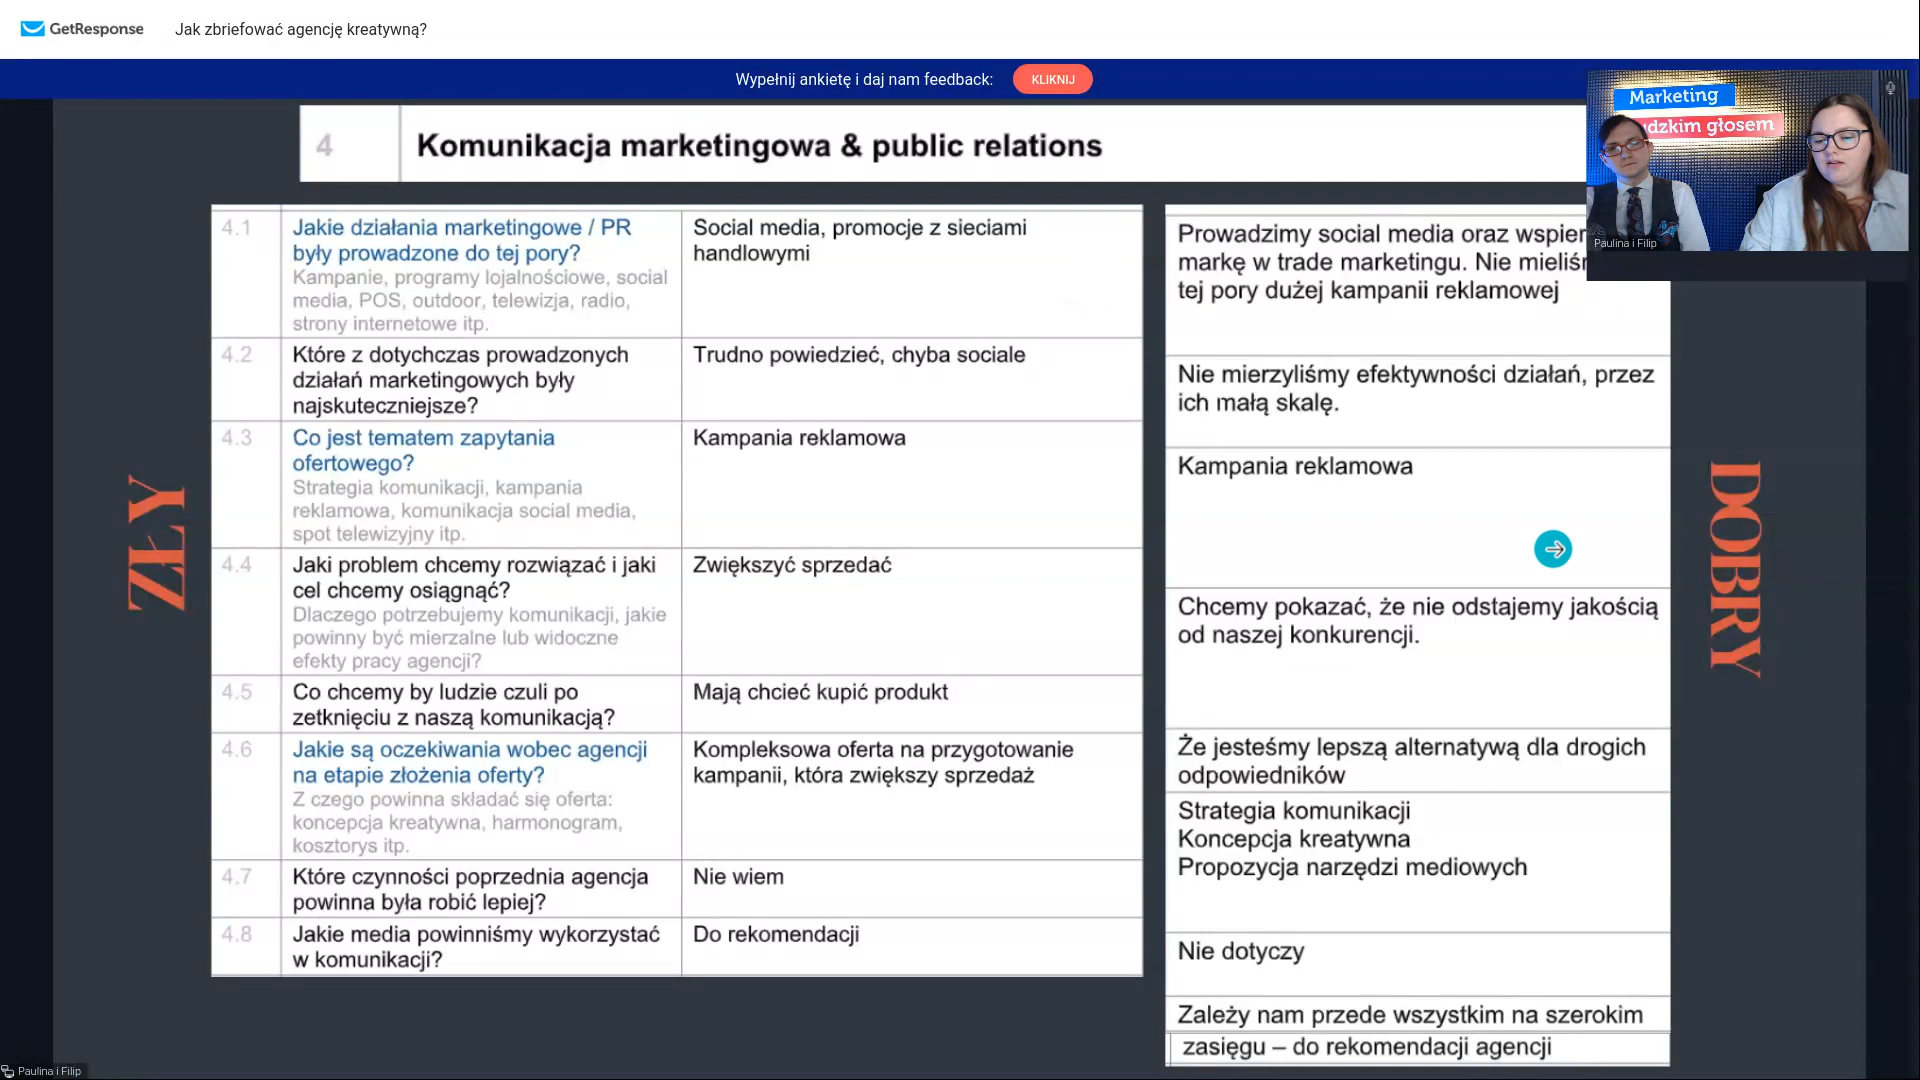 GetResponse
Jak zbriefować agencję kreatywną?
Wypełnij ankietę i daj nam feedback:
KLIKNIJ
Marketing
udzkim głosem
Paulina i Filip
4
Komunikacja marketingowa & public relations
ZŁY
4.1
Jakie działania marketingowe / PR
były prowadzone do tej pory?
Kampanie, programy lojalnościowe, social
media, POS, outdoor, telewizja, radio,
strony internetowe itp.
Social media, promocje z sieciami
handlowymi
4.2
Które z dotychczas prowadzonych
działań marketingowych były
najskuteczniejsze?
Trudno powiedzieć, chyba sociale
4.3
Co jest tematem zapytania
ofertowego?
Strategia komunikacji, kampania
reklamowa, komunikacja social media,
spot telewizyjny itp.
Kampania reklamowa
4.4
Jaki problem chcemy rozwiązać i jaki
cel chcemy osiągnąć?
Dlaczego potrzebujemy komunikacji, jakie
powinny być mierzalne lub widoczne
efekty pracy agencji?
Zwiększyć sprzedać
4.5
Co chcemy by ludzie czuli po
zetknięciu z naszą komunikacją?
Mają chcieć kupić produkt
4.6
Jakie są oczekiwania wobec agencji
na etapie złożenia oferty?
Z czego powinna składać się oferta:
koncepcja kreatywna, harmonogram,
kosztorys itp.
Kompleksowa oferta na przygotowanie
kampanii, która zwiększy sprzedaż
4.7
Które czynności poprzednia agencja
powinna była robić lepiej?
Nie wiem
4.8
Jakie media powinniśmy wykorzystać
w komunikacji?
Do rekomendacji
Prowadzimy social media oraz
markę w trade marketingu. Nie
tej pory dużej kampanii reklamowej
Nie mierzyliśmy efektywności działań, przez
ich małą skalę.
Kampania reklamowa
Chcemy pokazać, że nie odstajemy jakością
od naszej konkurencji.
Że jesteśmy lepszą alternatywą dla drogich
odpowiedników
Strategia komunikacji
Koncepcja kreatywna
Propozycja narzędzi mediowych
Nie dotyczy
Zależy nam przede wszystkim na szerokim
zasięgu – do rekomendacji agencji
DOBRY
Paulina i Filip